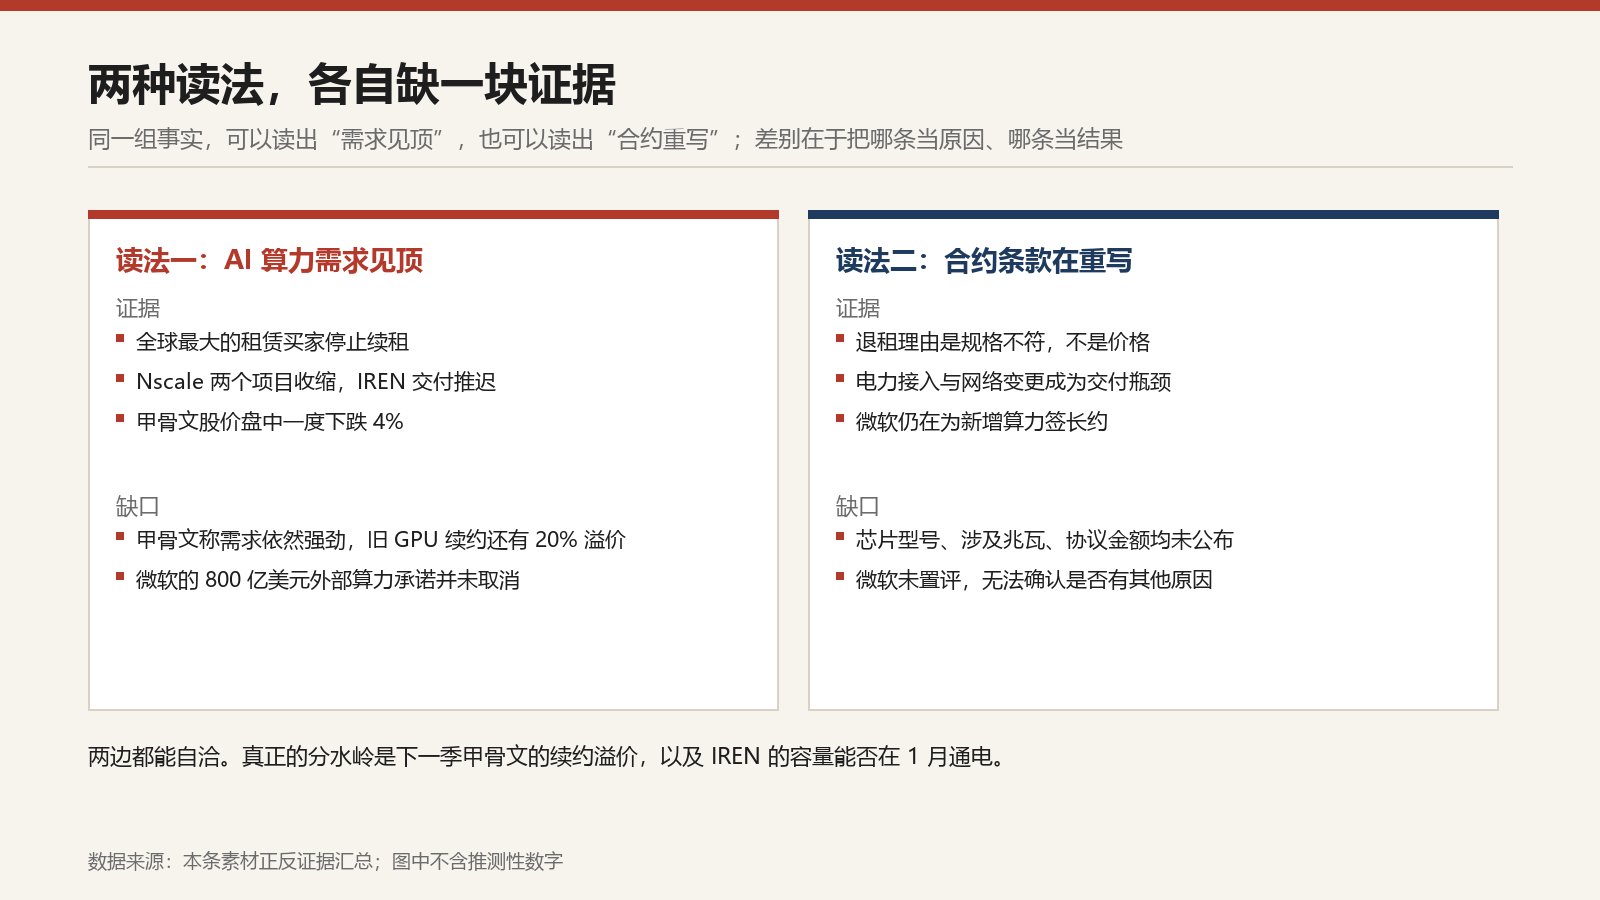 两种读法，各自缺一块证据
同一组事实，可以读出“需求见顶”，也可以读出“合约重写”；差别在于把哪条当原因、哪条当结果
读法一：AI 算力需求见顶
证据
全球最大的租赁买家停止续租
Nscale 两个项目收缩，IREN 交付推迟
甲骨文股价盘中一度下跌 4%
缺口
甲骨文称需求依然强劲，旧 GPU 续约还有 20% 溢价
微软的 800 亿美元外部算力承诺并未取消
读法二：合约条款在重写
证据
退租理由是规格不符，不是价格
电力接入与网络变更成为交付瓶颈
微软仍在为新增算力签长约
缺口
芯片型号、涉及兆瓦、协议金额均未公布
微软未置评，无法确认是否有其他原因
两边都能自洽。真正的分水岭是下一季甲骨文的续约溢价，以及 IREN 的容量能否在 1 月通电。
数据来源：本条素材正反证据汇总；图中不含推测性数字